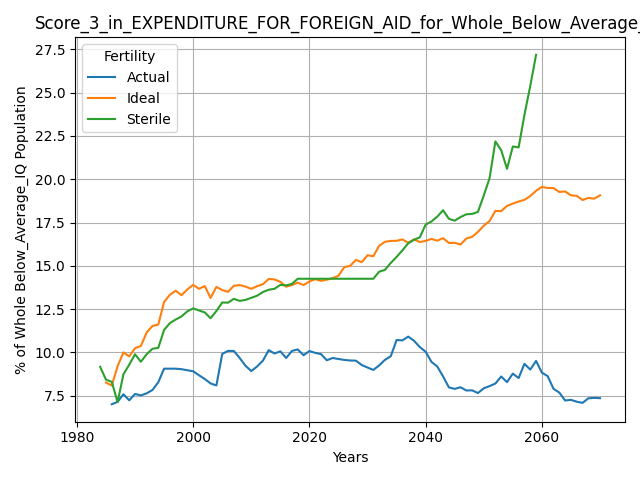 Score_3_in_EXPENDITURE_FOR_FOREIGN_AID_for_Whole_Below_Average_
27.5
25.0
22.5
20.0
17.5
15.0
12.5
10.0
7.5
% of Whole Below_Average_IQ Population
Fertility
Actual
Ideal
Sterile
1980
2000
2020
2040
2060
Years